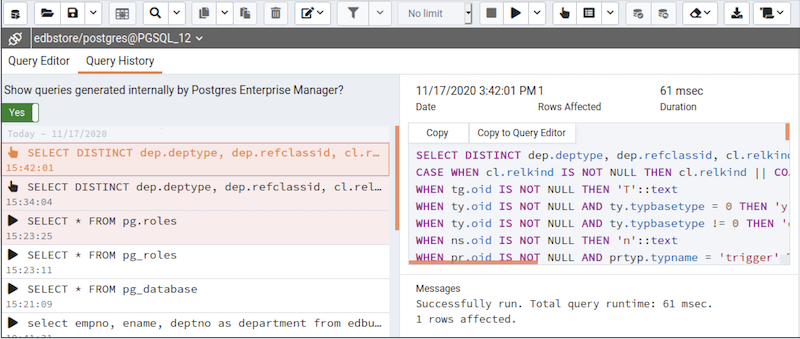 No limit
edbstore/postgres@PGSQL_12
Query Editor Query History
Show queries generated internally by Postgres Enterprise Manager?
Yes
Today - 11/17/2020
SELECT DISTINCT dep.deptype, dep.refclassid, cl.r...
15:42:01
SELECT DISTINCT dep.deptype, dep.refclassid, cl.rel...
15:34:04
SELECT * FROM pg.roles
15:23:25
SELECT * FROM pg_roles
15:23:11
SELECT * FROM pg_database
15:21:09
select empno, ename, deptno as department from edbu...
11/17/2020 3:42:01 PM 1 61 msec
Date Rows Affected Duration
Copy Copy to Query Editor
SELECT DISTINCT dep.deptype, dep.refclassid, cl.relkind
CASE WHEN cl.relkind IS NOT NULL THEN cl.relkind || CO
WHEN tg.oid IS NOT NULL THEN 'T'::text
WHEN ty.oid IS NOT NULL AND ty.typbasetype = 0 THEN 'y
WHEN ty.oid IS NOT NULL AND ty.typbasetype != 0 THEN '
WHEN ns.oid IS NOT NULL THEN 'n'::text
WHEN pr.oid IS NOT NULL AND prtyp.typname = 'trigger'
Messages
Successfully run. Total query runtime: 61 msec.
1 rows affected.